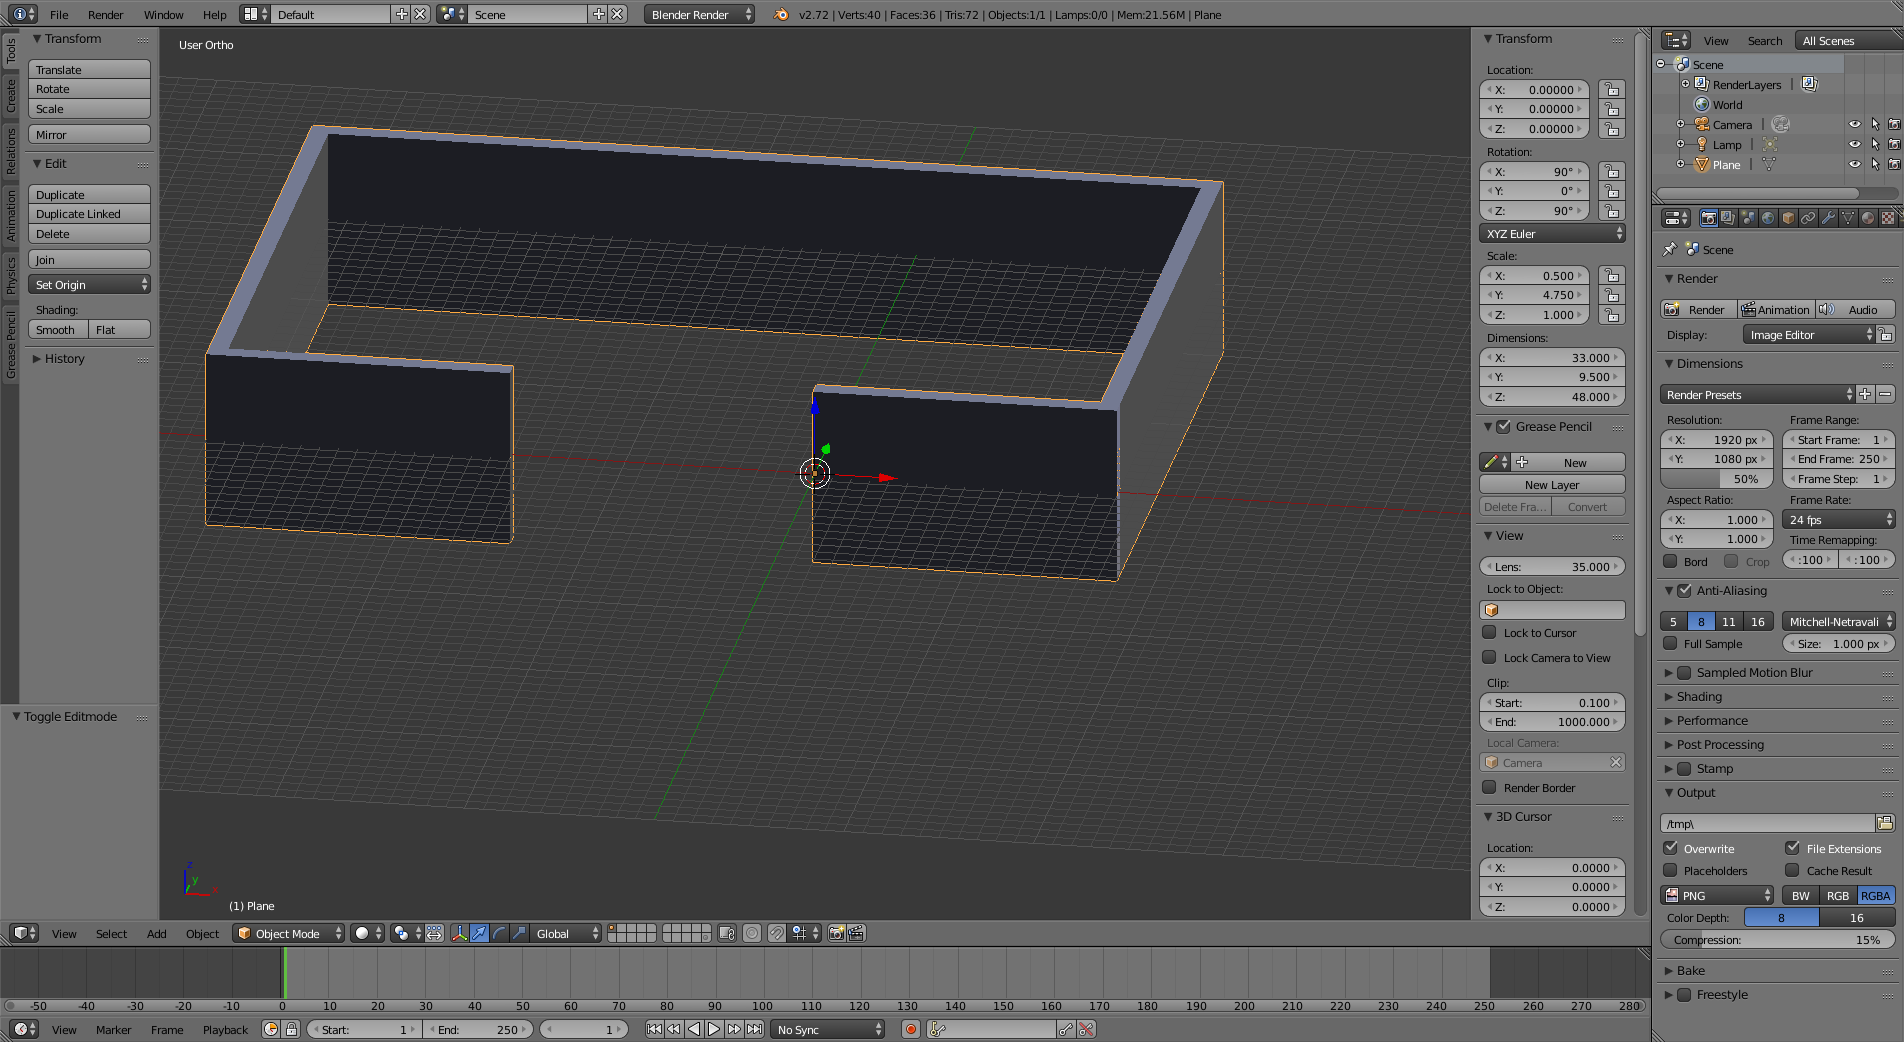 File Render Window Help Default Scene Blender Render v2.72 | Verts:40 | Faces:36 | Tris:72 | Objects:1/1 | Lamps:0/0 | Mem:21.56M | Plane
Tools
Create
Relations
Animation
Physics
Grease Pencil
Transform
Translate
Rotate
Scale
Mirror
Edit
Duplicate
Duplicate Linked
Delete
Join
Set Origin
Shading:
Smooth Flat
History
Toggle Editmode
User Ortho
z
y
x
(1) Plane
Transform
Location:
X: 0.00000
Y: 0.00000
Z: 0.00000
Rotation:
X: 90°
Y: 0°
Z: 90°
XYZ Euler
Scale:
X: 0.500
Y: 4.750
Z: 1.000
Dimensions:
X: 33.000
Y: 9.500
Z: 48.000
Grease Pencil
New
New Layer
Delete Fra... Convert
View
Lens: 35.000
Lock to Object:
Lock to Cursor
Lock Camera to View
Clip:
Start: 0.100
End: 1000.000
Local Camera:
Camera
Render Border
3D Cursor
Location:
X: 0.0000
Y: 0.0000
Z: 0.0000
View Search All Scenes
Scene
RenderLayers |
World
Camera |
Lamp |
Plane |
Scene
Render
Render Animation Audio
Display: Image Editor
Dimensions
Render Presets
Resolution: Frame Range:
X: 1920 px Start Frame: 1
Y: 1080 px End Frame: 250
50% Frame Step: 1
Aspect Ratio: Frame Rate:
X: 1.000 24 fps
Y: 1.000 Time Remapping:
Bord Crop :100 :100
Anti-Aliasing
5 8 11 16 Mitchell-Netravali
Full Sample Size: 1.000 px
Sampled Motion Blur
Shading
Performance
Post Processing
Stamp
Output
/tmp\
Overwrite File Extensions
Placeholders Cache Result
PNG BW RGB RGBA
Color Depth: 8 16
Compression: 15%
Bake
Freestyle
View Select Add Object Object Mode Global
-50 -40 -30 -20 -10 0 10 20 30 40 50 60 70 80 90 100 110 120 130 140 150 160 170 180 190 200 210 220 230 240 250 260 270 280
View Marker Frame Playback Start: 1 End: 250 1 No Sync